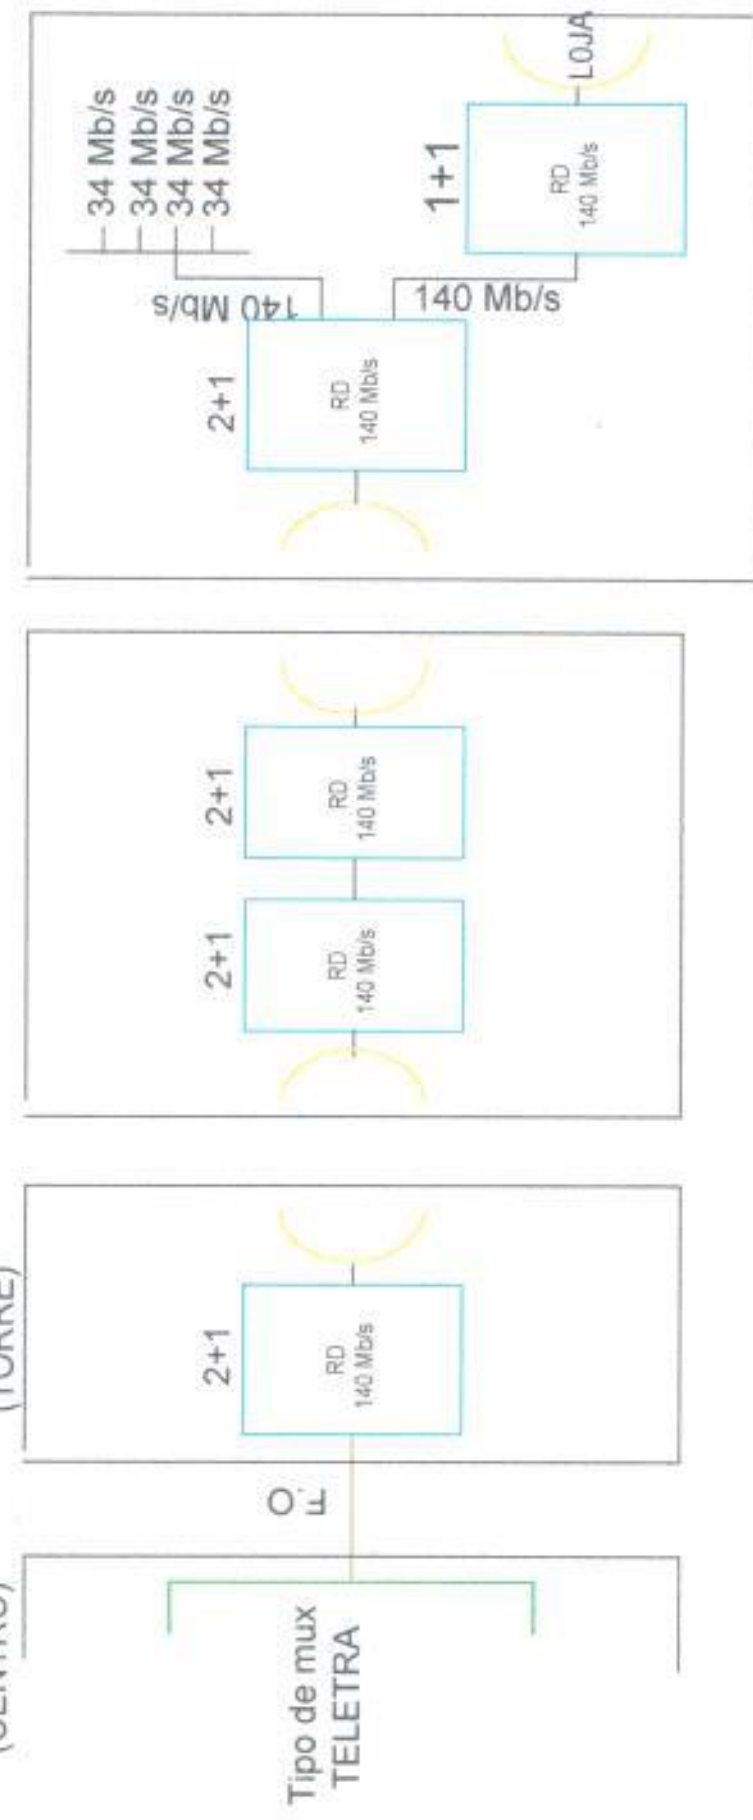 (CENTRO)
(TORRE)
Tipo de mux
TELETRA
F.O.
2+1
RD
140 Mb/s
2+1
RD
140 Mb/s
2+1
RD
140 Mb/s
2+1
RD
140 Mb/s
140 Mb/s
34 Mb/s
34 Mb/s
34 Mb/s
34 Mb/s
140 Mb/s
1+1
RD
140 Mb/s
LOJA